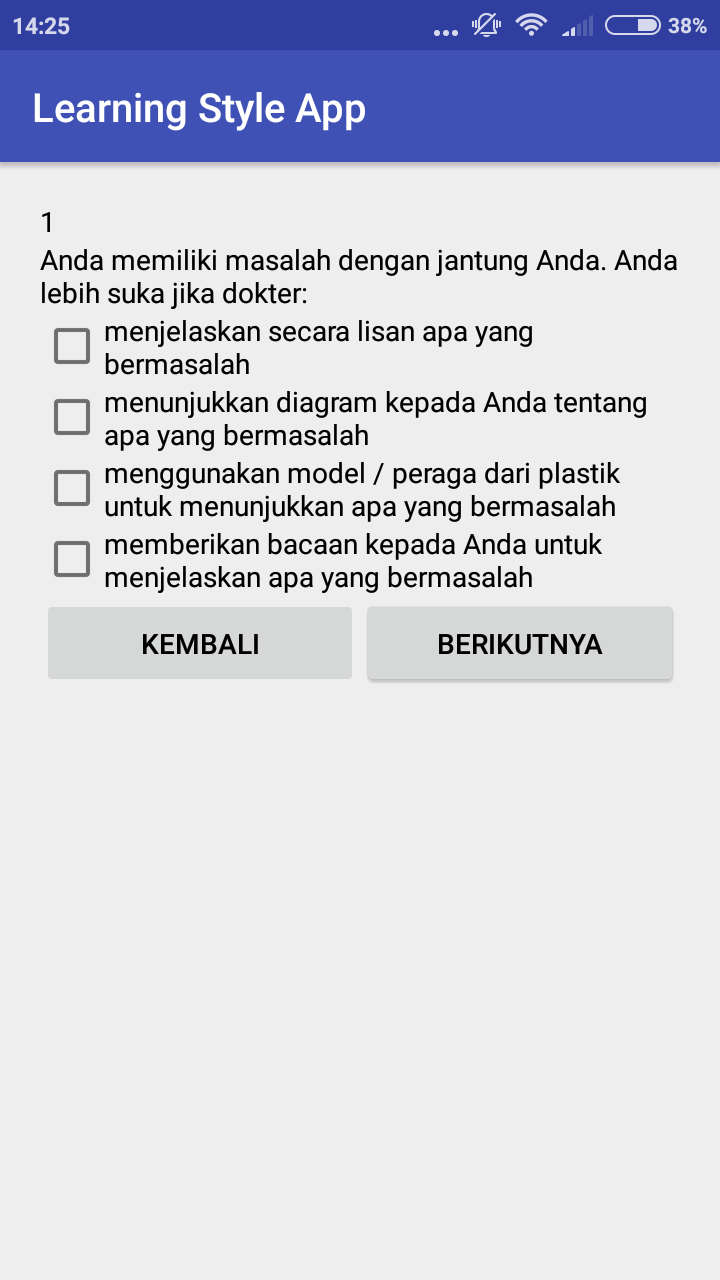 14:25
38%
Learning Style App
1
Anda memiliki masalah dengan jantung Anda. Anda
lebih suka jika dokter:
menjelaskan secara lisan apa yang
bermasalah
menunjukkan diagram kepada Anda tentang
apa yang bermasalah
menggunakan model / peraga dari plastik
untuk menunjukkan apa yang bermasalah
memberikan bacaan kepada Anda untuk
menjelaskan apa yang bermasalah
KEMBALI
BERIKUTNYA